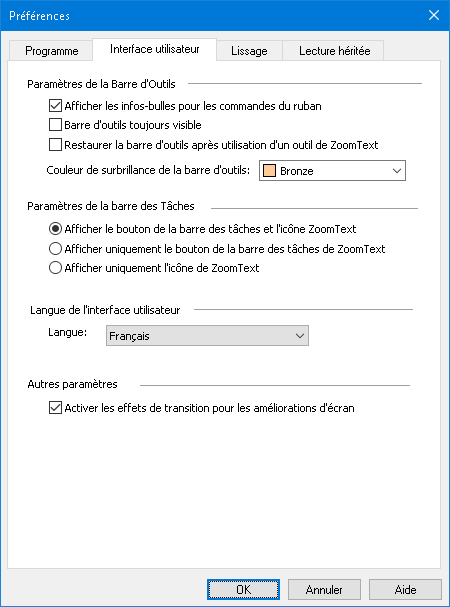 Préférences
Programme
Interface utilisateur
Lissage
Lecture héritée
Paramètres de la Barre d'Outils
Afficher les infos-bulles pour les commandes du ruban
Barre d'outils toujours visible
Restaurer la barre d'outils après utilisation d'un outil de ZoomText
Couleur de surbrillance de la barre d'outils: Bronze
Paramètres de la barre des Tâches
Afficher le bouton de la barre des tâches et l'icône ZoomText
Afficher uniquement le bouton de la barre des tâches de ZoomText
Afficher uniquement l'icône de ZoomText
Langue de l'interface utilisateur
Langue: Français
Autres paramètres
Activer les effets de transition pour les améliorations d'écran
OK
Annuler
Aide